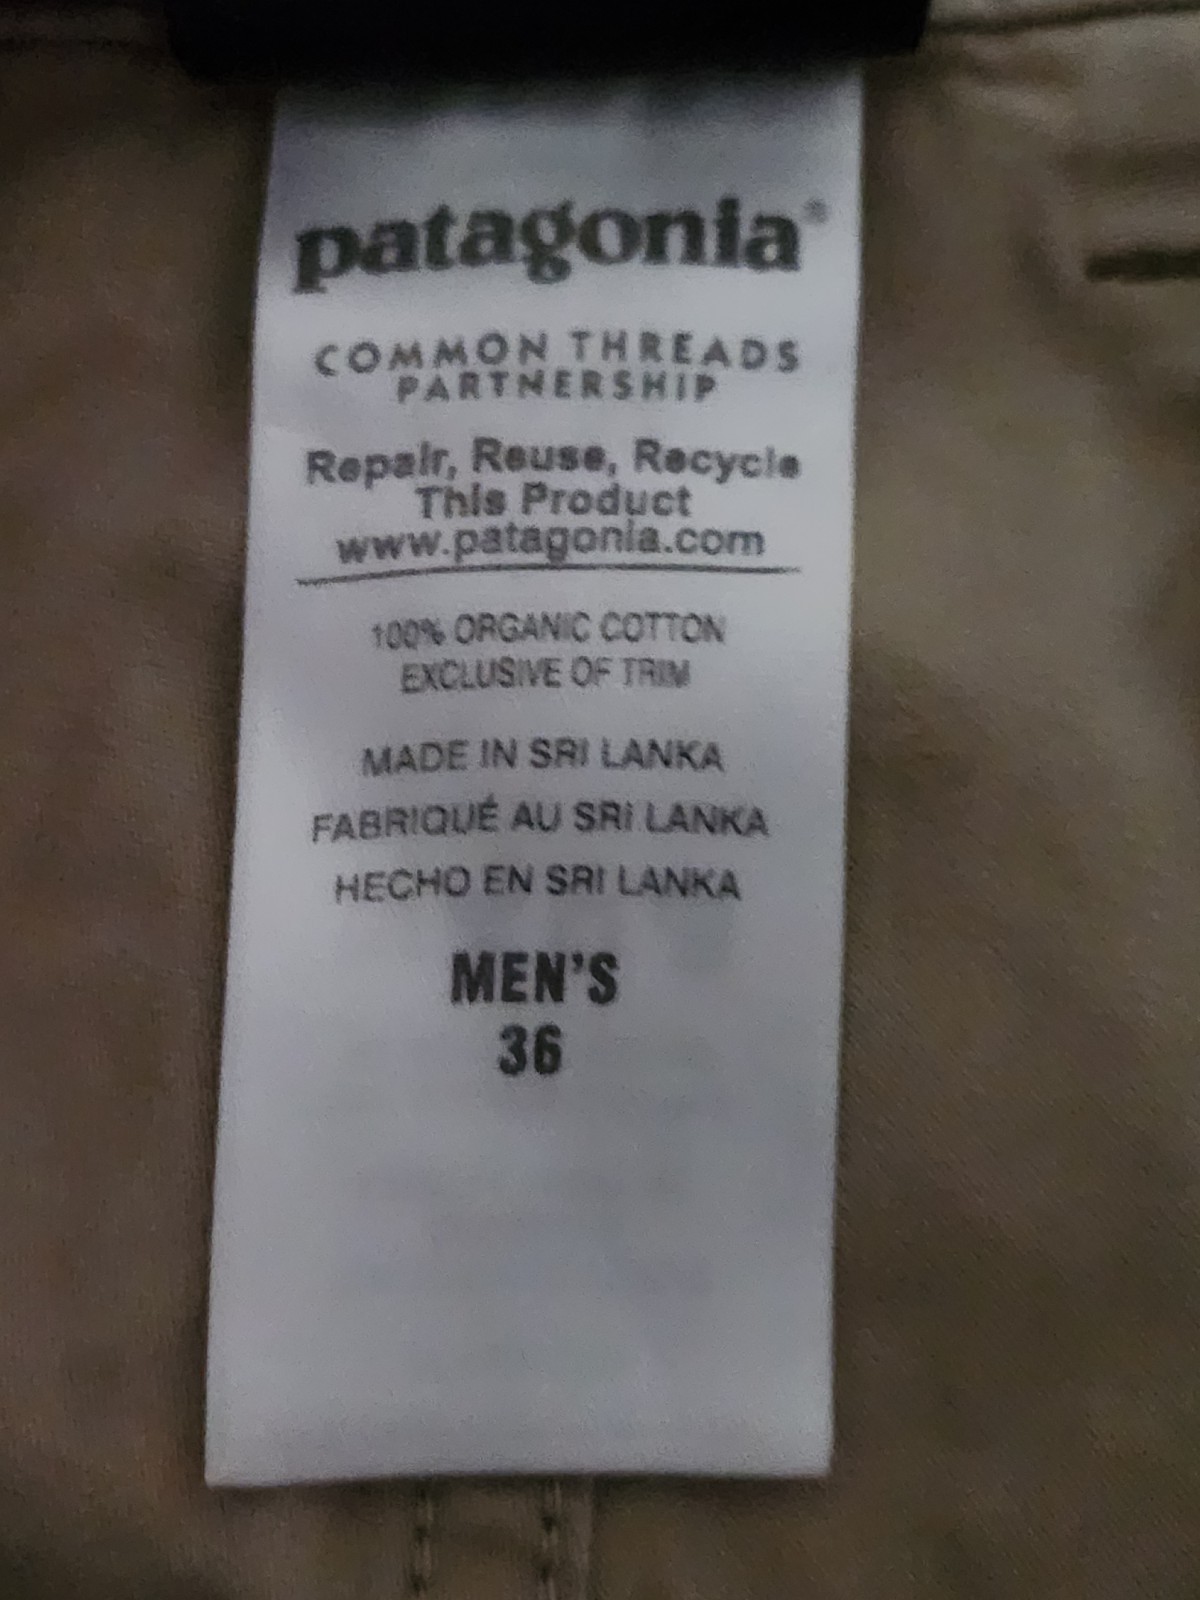 patagonia®
COMMON THREADS
PARTNERSHIP
Repair, Reuse, Recycle
This Product
www.patagonia.com
100% ORGANIC COTTON
EXCLUSIVE OF TRIM
MADE IN SRI LANKA
FABRIQUÉ AU SRI LANKA
HECHO EN SRI LANKA
MEN'S
36